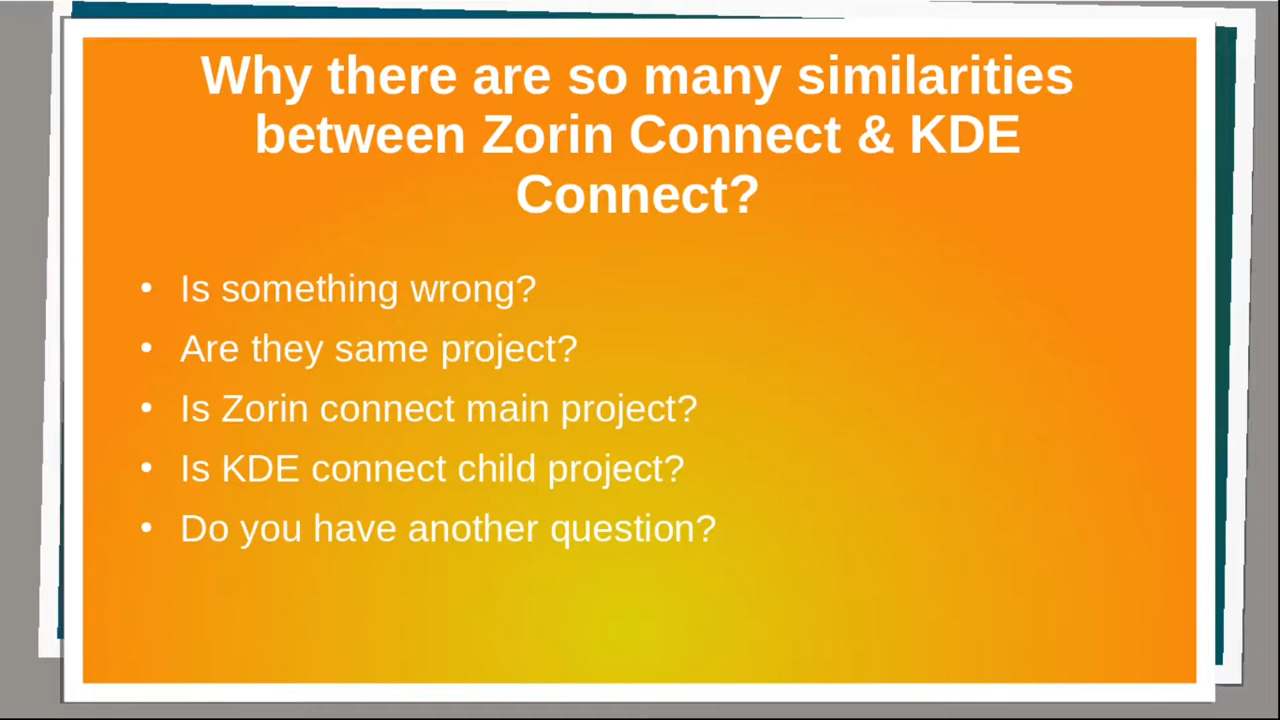 Why there are so many similarities
between Zorin Connect & KDE
Connect?
• Is something wrong?
• Are they same project?
• Is Zorin connect main project?
• Is KDE connect child project?
• Do you have another question?